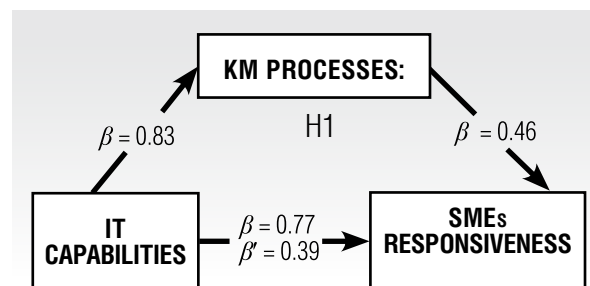 KM PROCESSES:
H1
β = 0.83
β = 0.46
IT
CAPABILITIES
β = 0.77
β' = 0.39
SMEs
RESPONSIVENESS